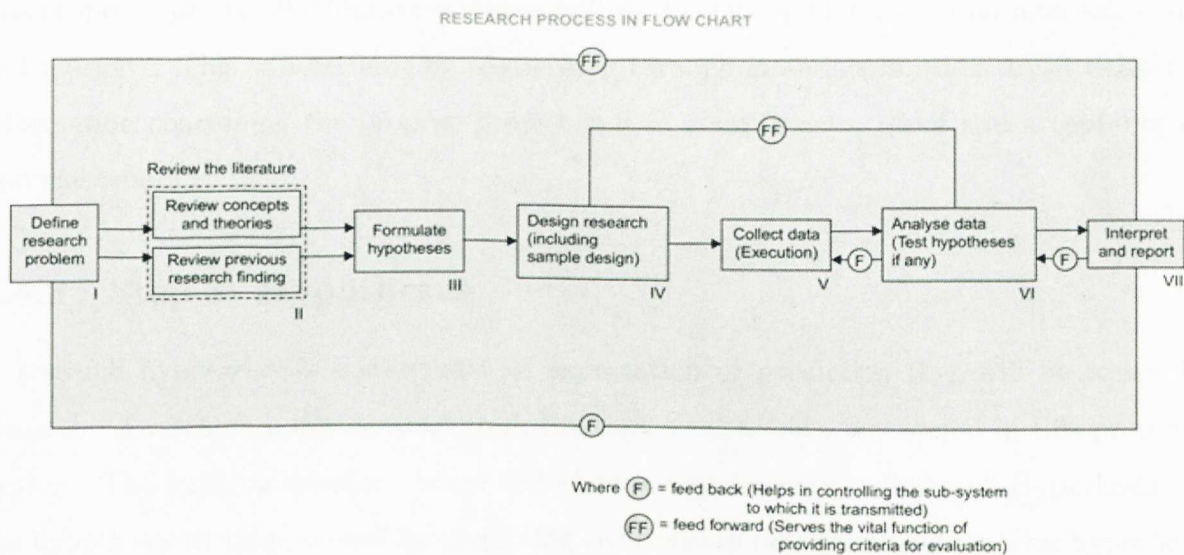 RESEARCH PROCESS IN FLOW CHART
FF
FF
Review the literature
Define
research
problem
I
Review concepts
and theories
Review previous
research finding
II
Formulate
hypotheses
III
Design research
(including
sample design)
IV
Collect data
(Execution)
V
F
Analyse data
(Test hypotheses
if any)
VI
F
Interpret
and report
VII
F
Where F = feed back (Helps in controlling the sub-system
to which it is transmitted)
FF = feed forward (Serves the vital function of
providing criteria for evaluation)